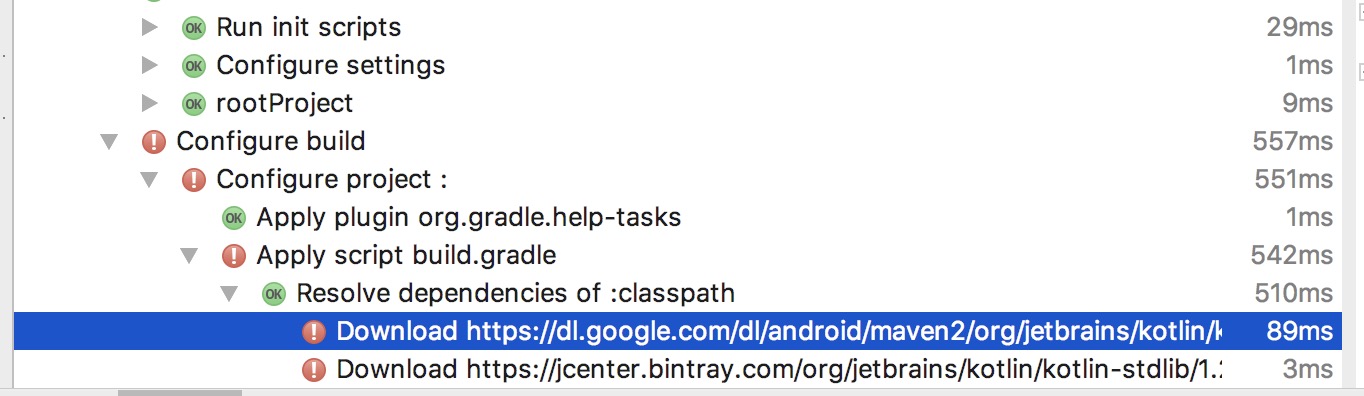 OK Run init scripts 29ms
OK Configure settings 1ms
OK rootProject 9ms
! Configure build 557ms
! Configure project : 551ms
OK Apply plugin org.gradle.help-tasks 1ms
! Apply script build.gradle 542ms
OK Resolve dependencies of :classpath 510ms
! Download https://dl.google.com/dl/android/maven2/org/jetbrains/kotlin/k 89ms
! Download https://jcenter.bintray.com/org/jetbrains/kotlin/kotlin-stdlib/1.2 3ms